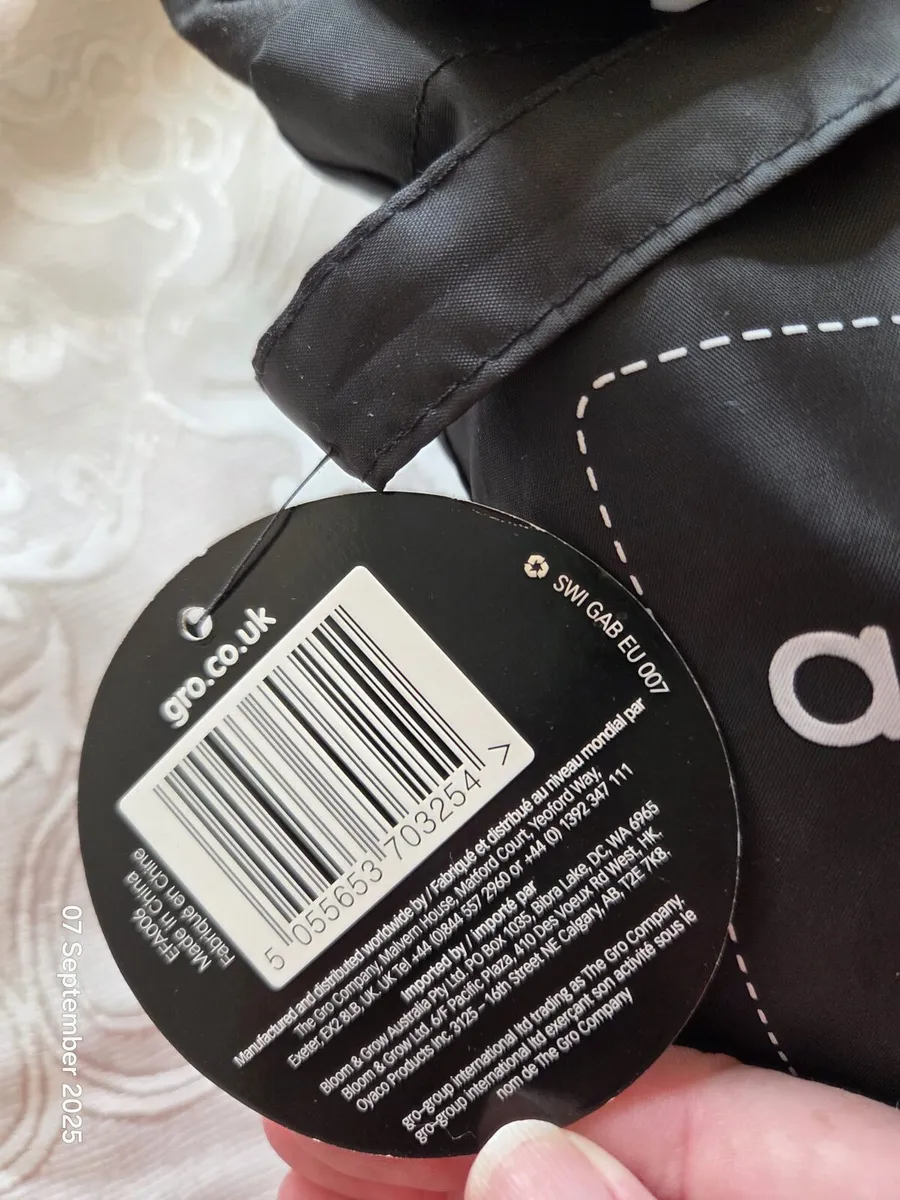 SWI GAB EU 007
gro.co.uk
5 055653 703254 >
EFA006
Made in China
Fabriqué en Chine
Manufactured and distributed worldwide by / Fabriqué et distribué au niveau mondial par
The Gro Company, Malvern House, Matford Court, Yeoford Way,
Exeter, EX2 8LB, UK. UK Tel +44 (0)844 557 2960 or +44 (0) 1392 347 111
Imported by / Importé par
Bloom & Grow Australia Pty Ltd, PO Box 1035, Bibra Lake, DC, WA 6965
Bloom & Grow Ltd, 6/F Pacific Plaza, 410 Des Voeux Rd West, HK,
Oyaco Products Inc. 3125 – 16th Street NE Calgary, AB, T2E 7K8,
gro-group international ltd trading as The Gro Company.
gro-group international ltd exerçant son activité sous le
nom de The Gro Company
a
07 September 2025